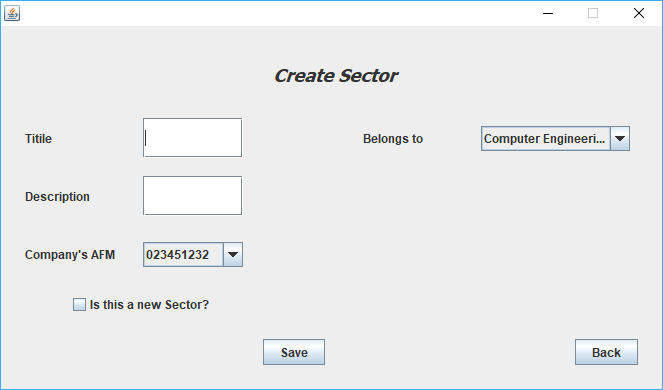 Create Sector
Titile
Belongs to
Computer Engineeri...
Description
Company's AFM
023451232
Is this a new Sector?
Save
Back